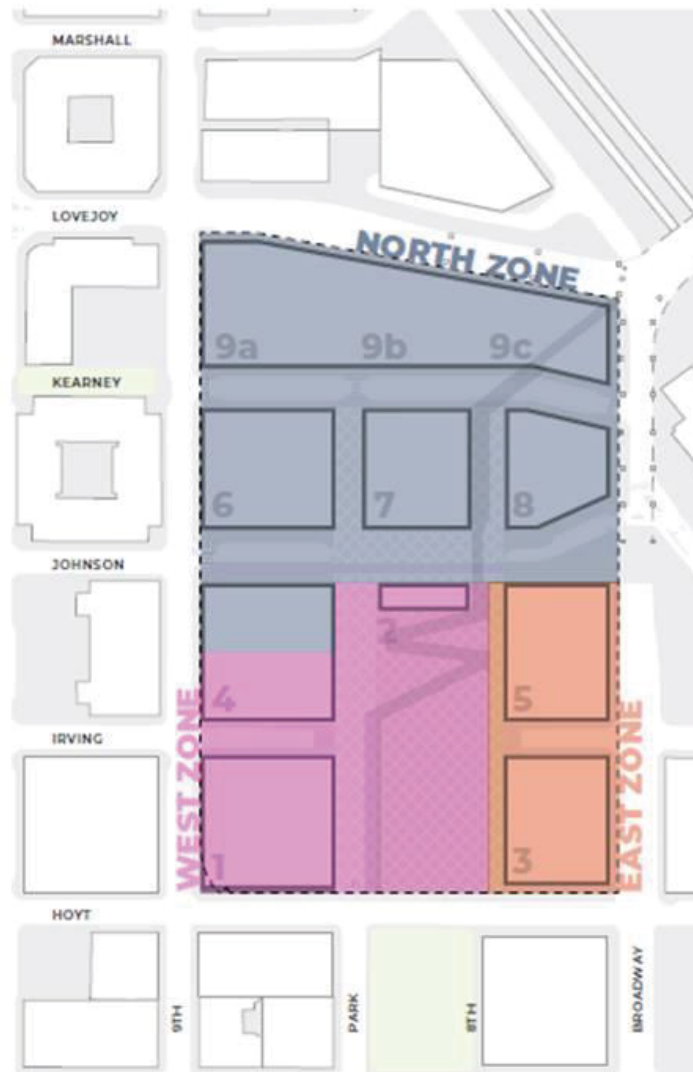 MARSHALL
LOVEJOY
NORTH ZONE
9a 9b 9c
KEARNEY
6 7 8
JOHNSON
2
4 5
WEST ZONE
IRVING
EAST ZONE
1 3
HOYT
9TH
PARK
8TH
BROADWAY